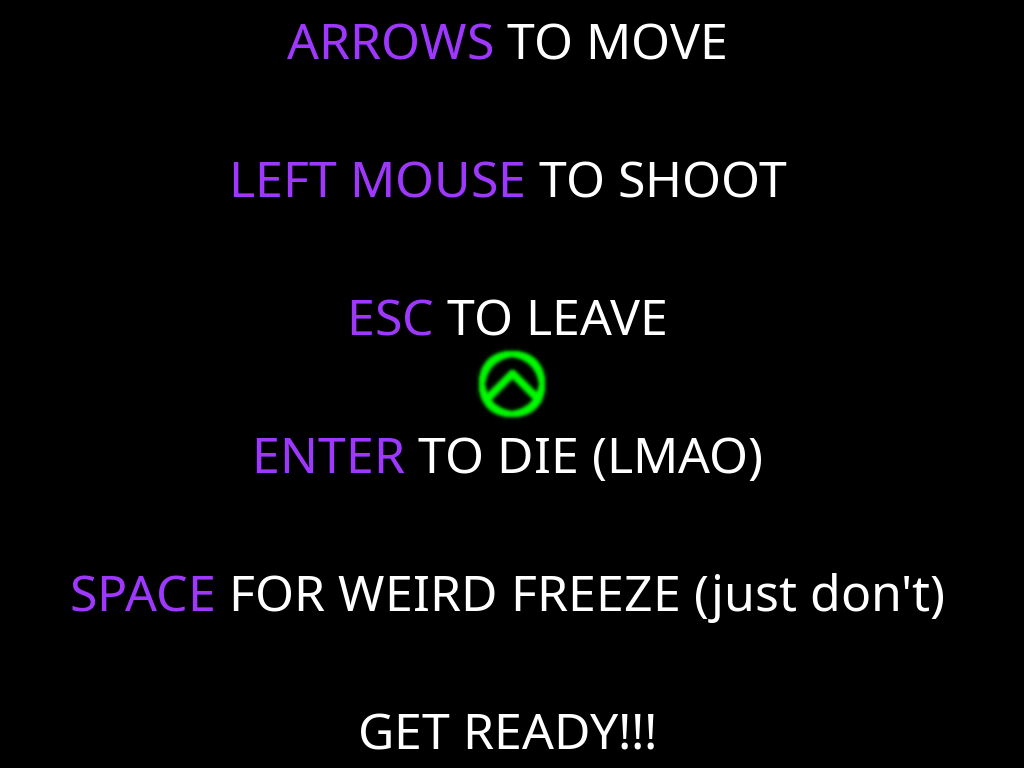 ARROWS TO MOVE
LEFT MOUSE TO SHOOT
ESC TO LEAVE
ENTER TO DIE (LMAO)
SPACE FOR WEIRD FREEZE (just don't)
GET READY!!!